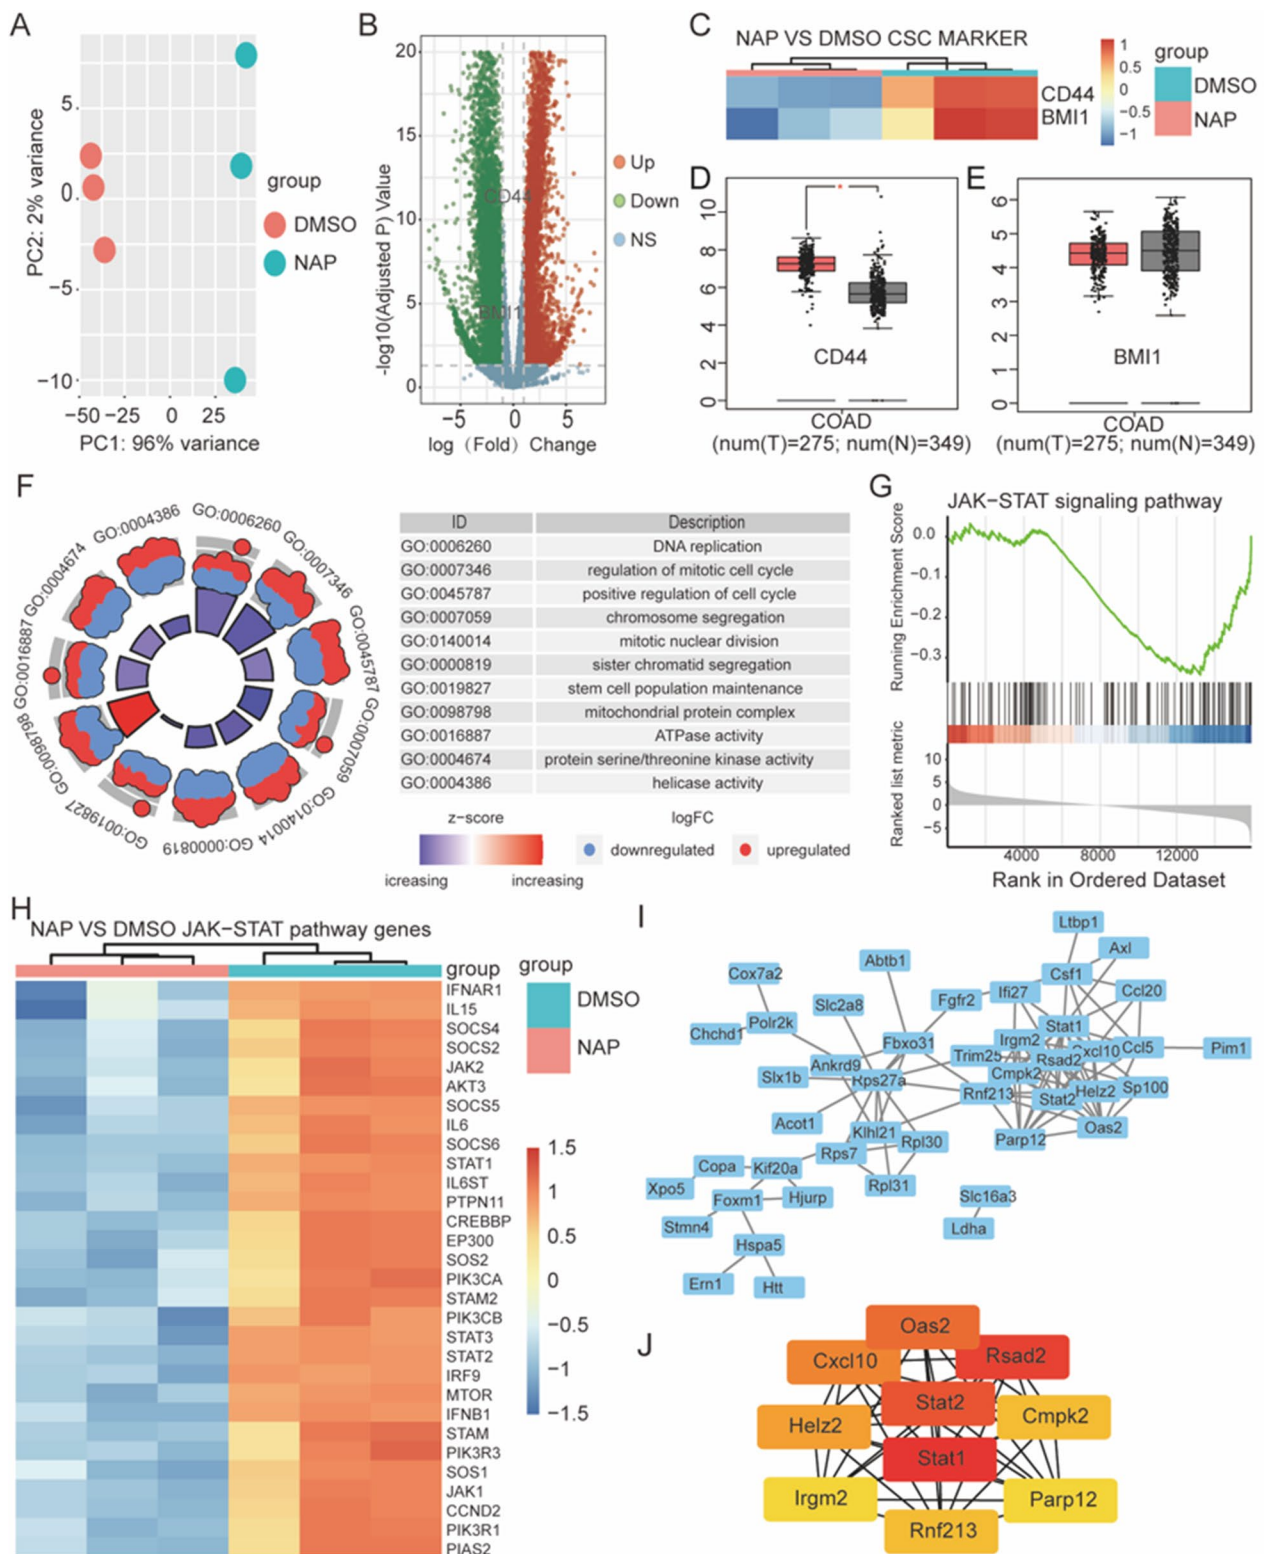 A
PC2: 2% variance
5
0
−5
−10
−50
−25
0
25
PC1: 96% variance
group
DMSO
NAP
B
-log10(Adjusted P) Value
20
15
10
5
0
CD44
BMI1
−5
0
5
log（Fold）Change
Up
Down
NS
C
NAP VS DMSO CSC MARKER
CD44
BMI1
1
0.5
0
−0.5
−1
group
DMSO
NAP
D
10
8
6
4
2
0
*
CD44
COAD
(num(T)=275; num(N)=349)
E
6
5
4
3
2
1
0
BMI1
COAD
(num(T)=275; num(N)=349)
F
GO:0006260
GO:0007346
GO:0045787
GO:0007059
GO:0140014
GO:0000819
GO:0019827
GO:0098798
GO:0016887
GO:0004674
GO:0004386
ID Description
GO:0006260 DNA replication
GO:0007346 regulation of mitotic cell cycle
GO:0045787 positive regulation of cell cycle
GO:0007059 chromosome segregation
GO:0140014 mitotic nuclear division
GO:0000819 sister chromatid segregation
GO:0019827 stem cell population maintenance
GO:0098798 mitochondrial protein complex
GO:0016887 ATPase activity
GO:0004674 protein serine/threonine kinase activity
GO:0004386 helicase activity
z−score
icreasing increasing
logFC
downregulated upregulated
G
JAK−STAT signaling pathway
Running Enrichment Score
0.0
−0.1
−0.2
−0.3
Ranked list metric
10
5
0
−5
4000 8000 12000
Rank in Ordered Dataset
H
NAP VS DMSO JAK−STAT pathway genes
group
IFNAR1
IL15
SOCS4
SOCS2
JAK2
AKT3
SOCS5
IL6
SOCS6
STAT1
IL6ST
PTPN11
CREBBP
EP300
SOS2
PIK3CA
STAM2
PIK3CB
STAT3
STAT2
IRF9
MTOR
IFNB1
STAM
PIK3R3
SOS1
JAK1
CCND2
PIK3R1
PIAS2
group
DMSO
NAP
1.5
1
0.5
0
−0.5
−1
−1.5
I
Ltbp1
Axl
Abtb1
Cox7a2
Csf1
Ccl20
Ifi27
Fgfr2
Slc2a8
Polr2k
Chchd1
Stat1
Irgm2
Fbxo31
Cxcl10
Ccl5
Pim1
Trim25
Rsad2
Ankrd9
Cmpk2
Slx1b
Rps27a
Rnf213
Helz2
Sp100
Stat2
Acot1
Klhl21
Oas2
Parp12
Rpl30
Rps7
Copa
Kif20a
Xpo5
Rpl31
Foxm1
Hjurp
Slc16a3
Stmn4
Ldha
Hspa5
Ern1
Htt
J
Oas2
Cxcl10
Rsad2
Stat2
Helz2
Cmpk2
Stat1
Irgm2
Parp12
Rnf213